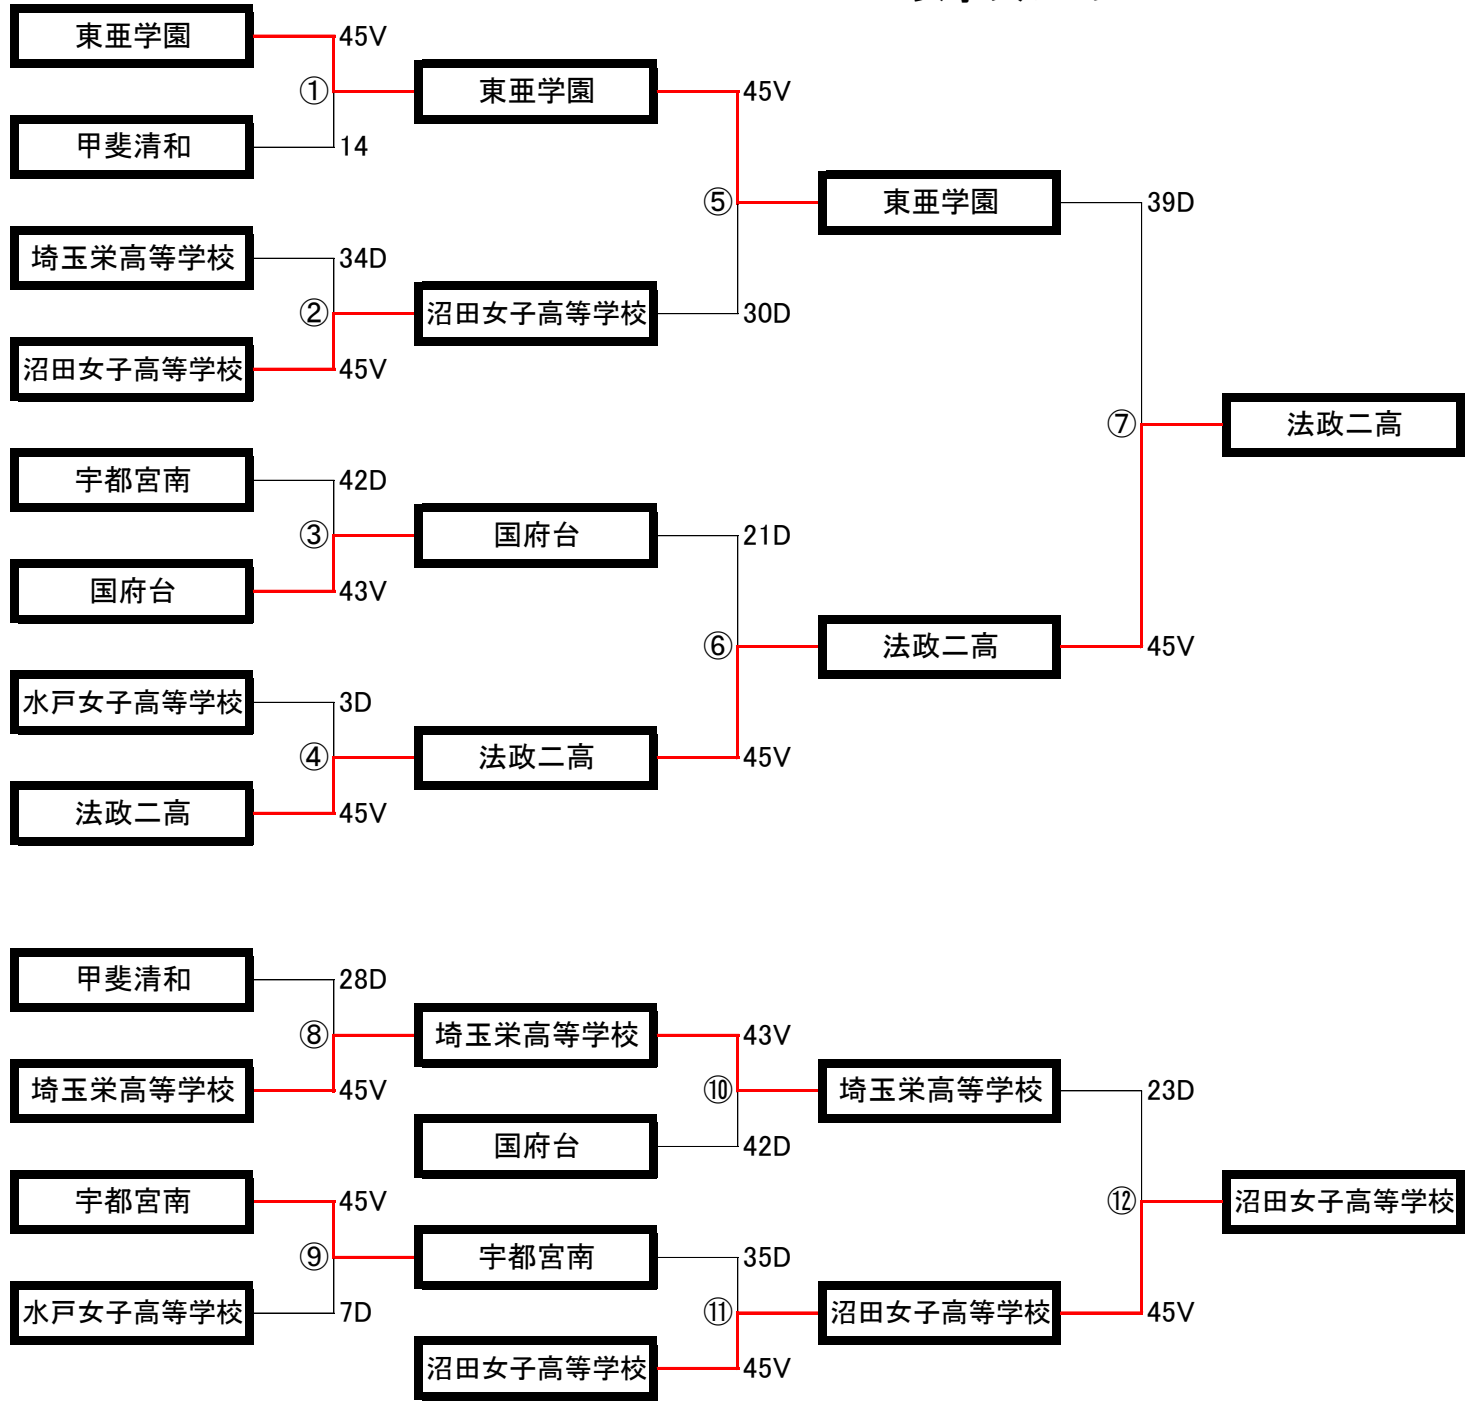 東亜学園
45V
①
東亜学園
45V
甲斐清和
14
⑤
東亜学園
39D
埼玉栄高等学校
34D
②
沼田女子高等学校
30D
沼田女子高等学校
45V
⑦
法政二高
宇都宮南
42D
③
国府台
21D
国府台
43V
⑥
法政二高
45V
水戸女子高等学校
3D
④
法政二高
45V
法政二高
45V
甲斐清和
28D
⑧
埼玉栄高等学校
43V
埼玉栄高等学校
45V
⑩
埼玉栄高等学校
23D
国府台
42D
宇都宮南
45V
⑫
沼田女子高等学校
⑨
宇都宮南
35D
水戸女子高等学校
7D
⑪
沼田女子高等学校
45V
沼田女子高等学校
45V